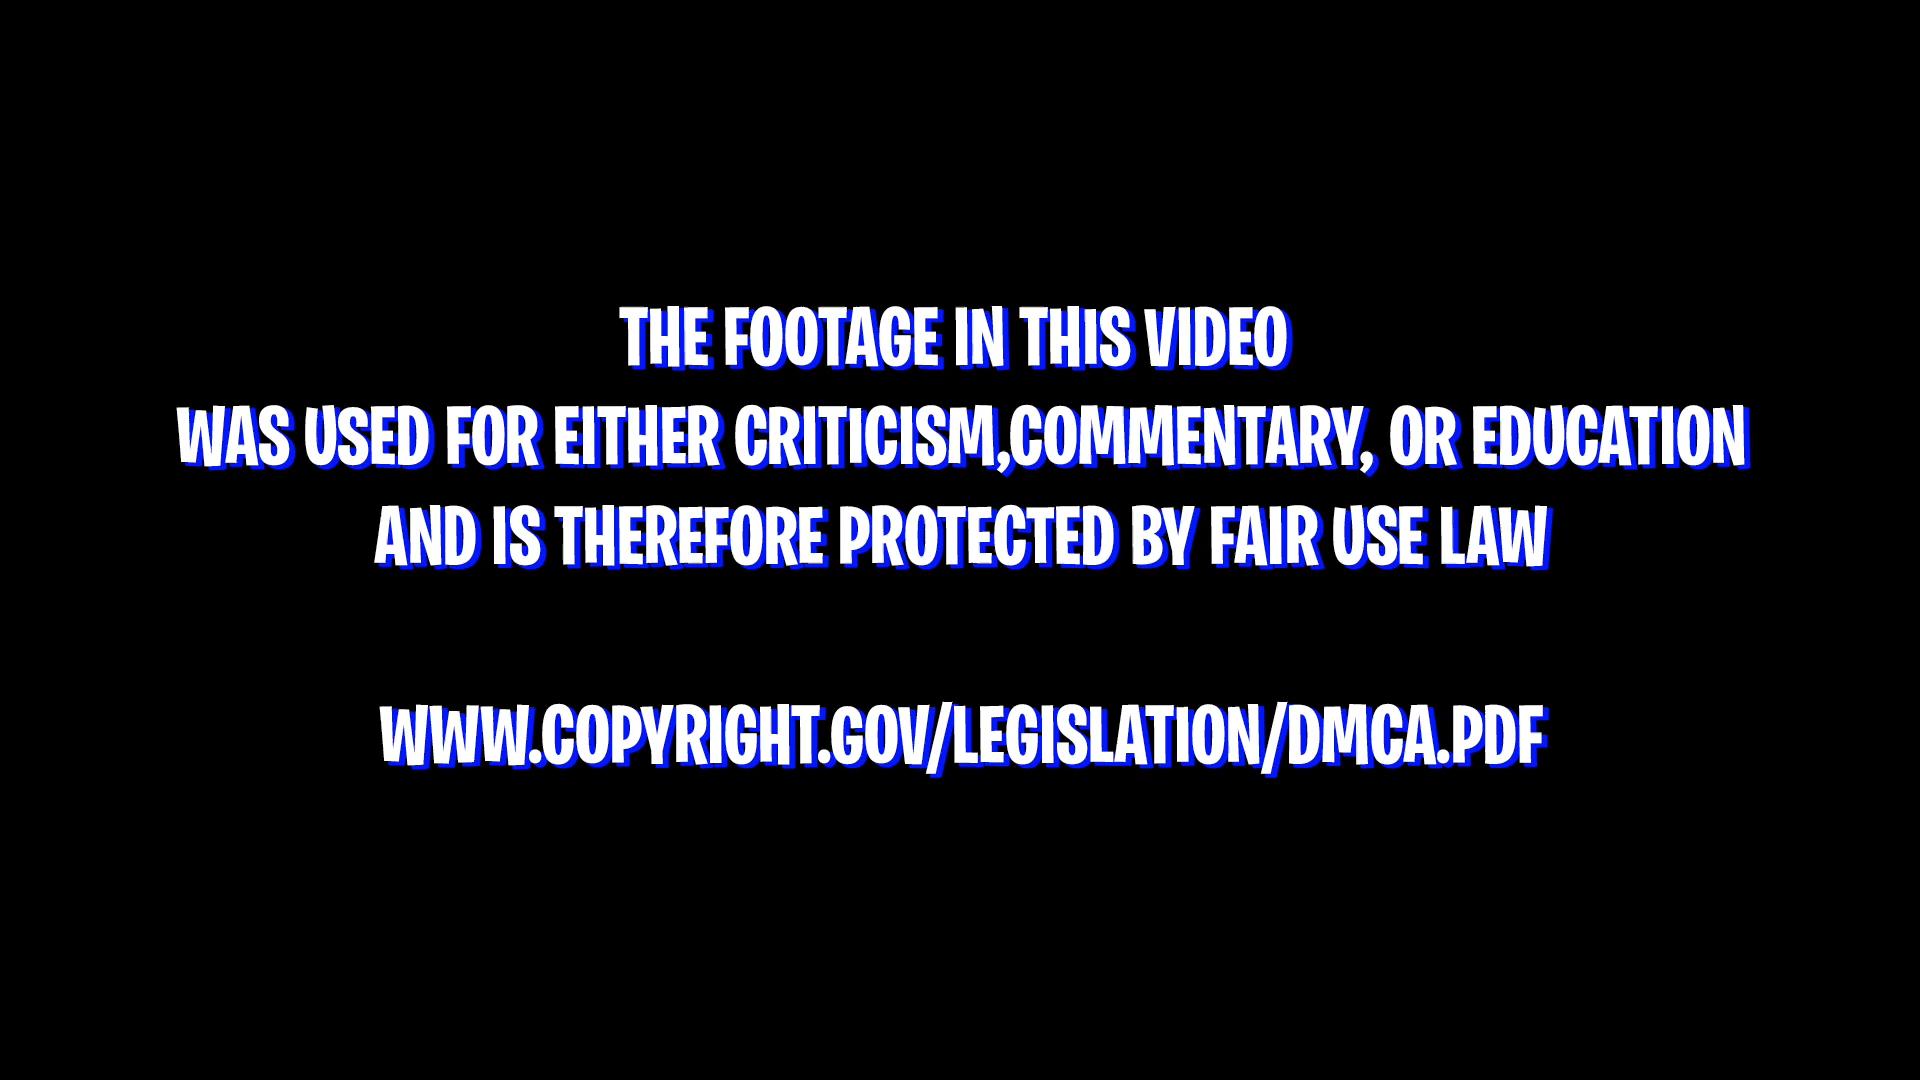 THE FOOTAGE IN THIS VIDEO
WAS USED FOR EITHER CRITICISM,COMMENTARY, OR EDUCATION
AND IS THEREFORE PROTECTED BY FAIR USE LAW
WWW.COPYRIGHT.GOV/LEGISLATION/DMCA.PDF